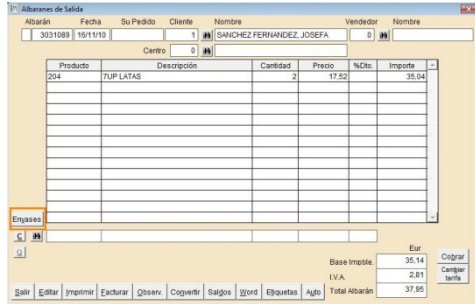 Albaranes de Salida
Albarán Fecha Su Pedido Cliente Nombre Vendedor Nombre
3031089 16/11/10 1 SANCHEZ FERNANDEZ, JOSEFA 0
Centro 0
Producto Descripción Cantidad Precio %Dto. Importe
204 7UP LATAS 2 17,52 35,04
Envases
C
Q
Eur
Base Imponible. 35,14
I.V.A. 2,81
Total Albarán 37,95
Cobrar
Cambiar tarifa
Salir Editar Imprimir Facturar Observ. Convertir Saldos Word Etiquetas Auto